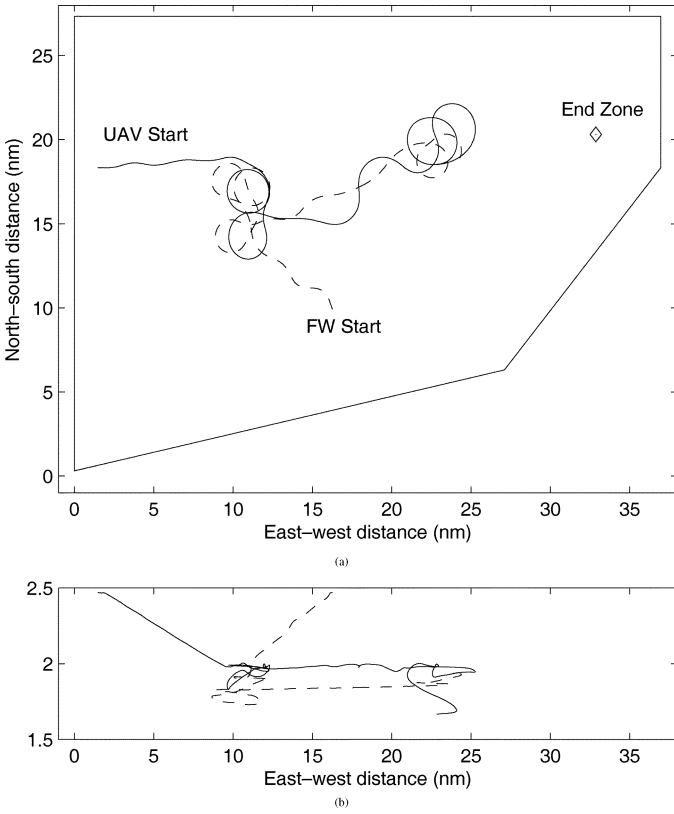 25
20
15
10
5
0
North–south distance (nm)
UAV Start
End Zone
FW Start
0 5 10 15 20 25 30 35
East–west distance (nm)
(a)
2.5
2
1.5
0 5 10 15 20 25 30 35
East–west distance (nm)
(b)